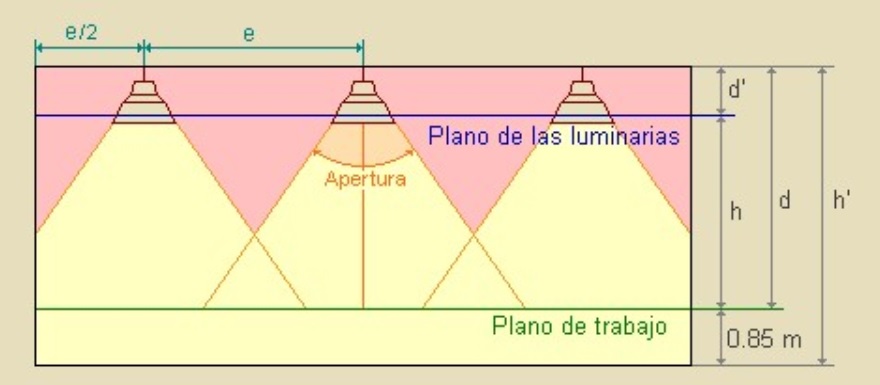 e/2
e
d'
Plano de las luminarias
Apertura
h
d
h'
Plano de trabajo
0.85 m